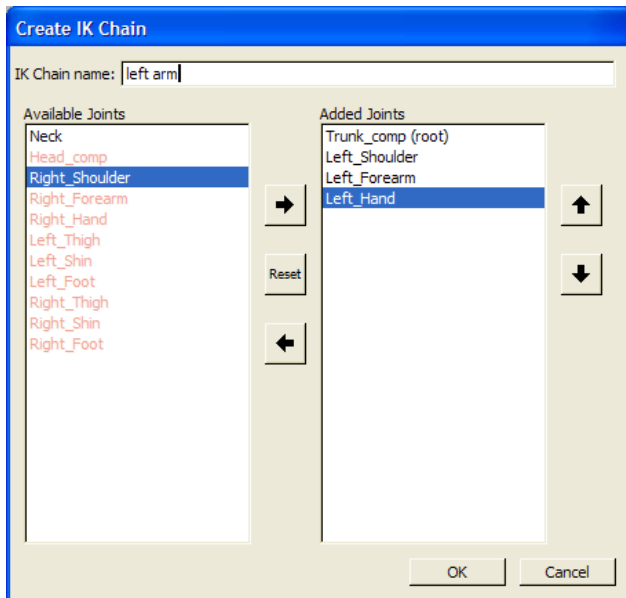 Create IK Chain
IK Chain name: left arm
Available Joints
Neck
Head_comp
Right_Shoulder
Right_Forearm
Right_Hand
Left_Thigh
Left_Shin
Left_Foot
Right_Thigh
Right_Shin
Right_Foot
Reset
Added Joints
Trunk_comp (root)
Left_Shoulder
Left_Forearm
Left_Hand
OK
Cancel